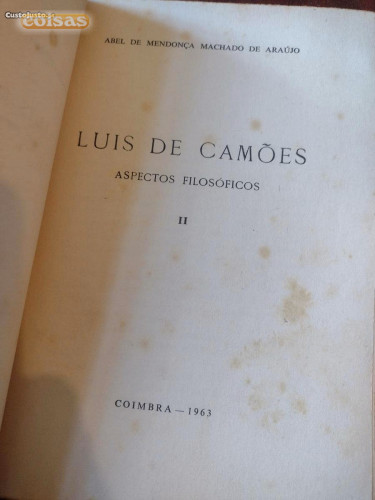 CustoJusto
coisas
ABEL DE MENDONÇA MACHADO DE ARAÚJO
LUIS DE CAMÕES
ASPECTOS FILOSÓFICOS
II
COIMBRA — 1963